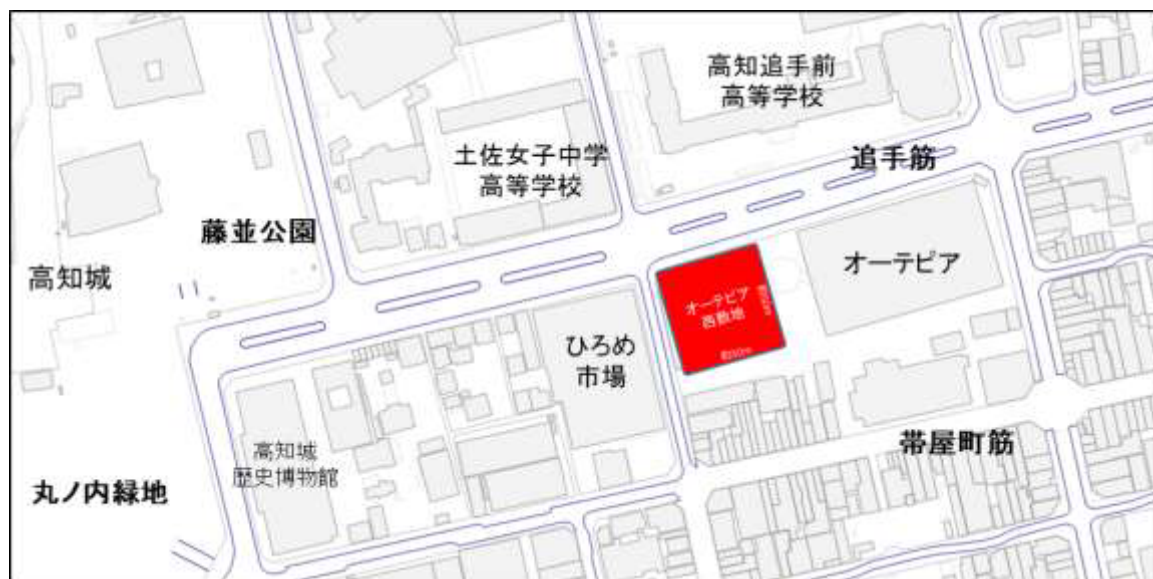 高知追手前
高等学校
土佐女子中学
高等学校
追手筋
藤並公園
高知城
オーテピア
オーテピア
西敷地
ひろめ
市場
高知城
歴史博物館
帯屋町筋
丸ノ内緑地